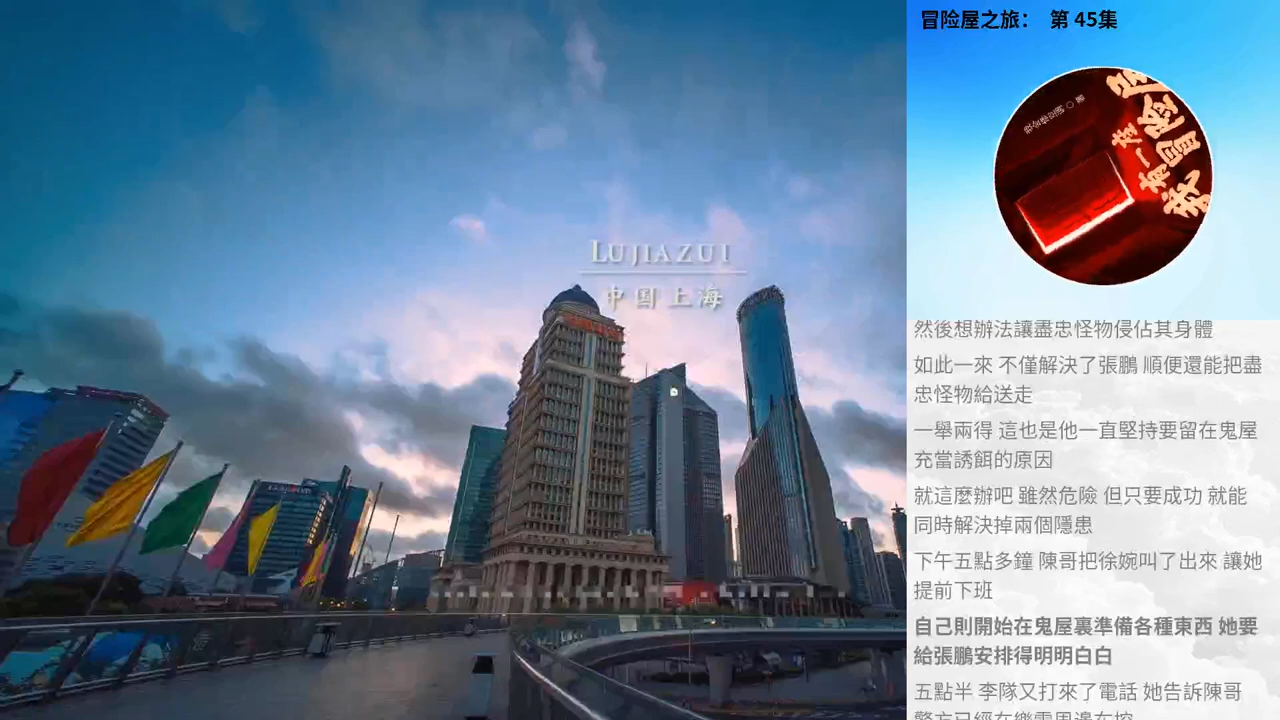 冒险屋之旅： 第 45集
我有一座冒险屋
LUJIAZUI
中国上海
然後想辦法讓盡忠怪物侵佔其身體
如此一來 不僅解決了張鵬 順便還能把盡
忠怪物給送走
一舉兩得 這也是他一直堅持要留在鬼屋
充當誘餌的原因
就這麼辦吧 雖然危險 但只要成功 就能
同時解決掉兩個隱患
下午五點多鐘 陳哥把徐婉叫了出來 讓她
提前下班
自己則開始在鬼屋裏準備各種東西 她要
給張鵬安排得明明白白
五點半 李隊又打來了電話 她告訴陳哥